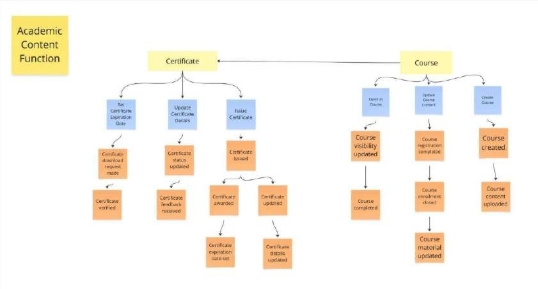 Academic
Content
Function
Certificate
Course
Set
Certificate
Expiration
Date
Update
Certificate
Details
Issue
Certificate
Update
Course
Content
Create
Course
Certificate
download
request
made
Certificate
status
updated
Certificate
issued
Course
visibility
updated
Course
registration
completed
Course
created
Certificate
verified
Certificate
feedback
received
Certificate
awarded
Certificate
updated
Course
completed
Course
enrollment
closed
Course
content
uploaded
Certificate
expiration
date set
Certificate
details
updated
Course
material
updated